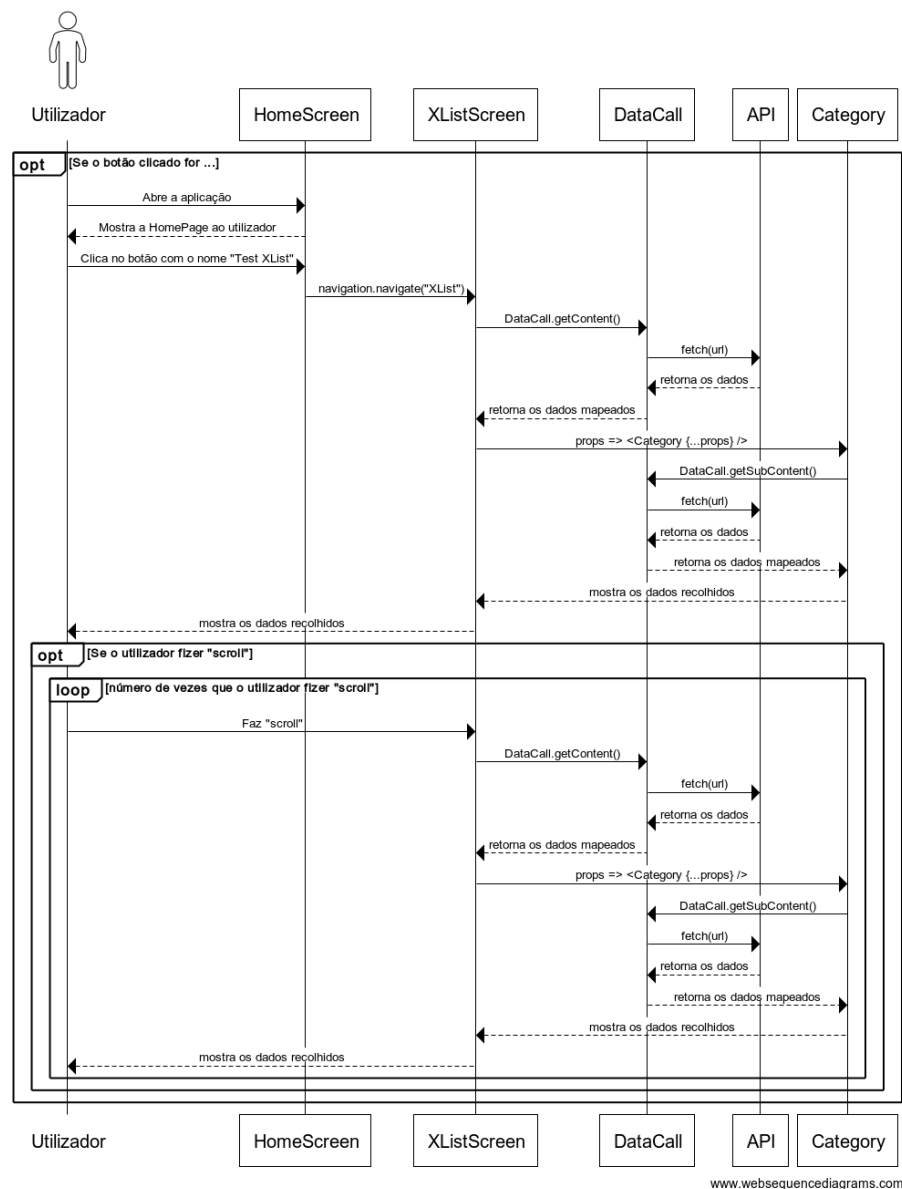 Utilizador
HomeScreen
XListScreen
DataCall
API
Category
opt
[Se o botão clicado for ...]
Abre a aplicação
Mostra a HomePage ao utilizador
Clica no botão com o nome "Test XList"
navigation.navigate("XList")
DataCall.getContent()
fetch(url)
retorna os dados
retorna os dados mapeados
props => <Category {...props} />
DataCall.getSubContent()
fetch(url)
retorna os dados
retorna os dados mapeados
mostra os dados recolhidos
mostra os dados recolhidos
opt
[Se o utilizador fizer "scroll"]
loop
[número de vezes que o utilizador fizer "scroll"]
Faz "scroll"
DataCall.getContent()
fetch(url)
retorna os dados
retorna os dados mapeados
props => <Category {...props} />
DataCall.getSubContent()
fetch(url)
retorna os dados
retorna os dados mapeados
mostra os dados recolhidos
mostra os dados recolhidos
Utilizador
HomeScreen
XListScreen
DataCall
API
Category
www.websequencediagrams.com